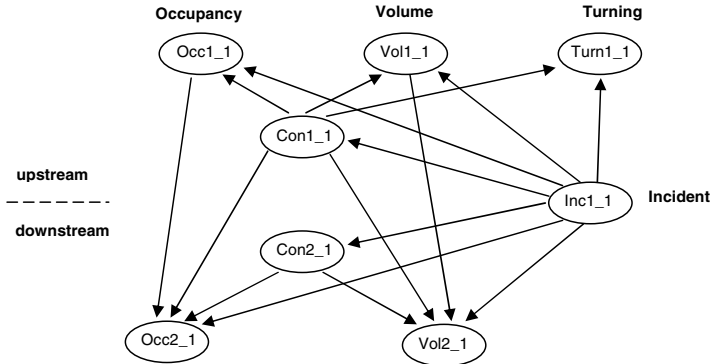 Occupancy Volume Turning
Occ1_1 Vol1_1 Turn1_1
Con1_1
upstream
Inc1_1 Incident
downstream
Con2_1
Occ2_1 Vol2_1